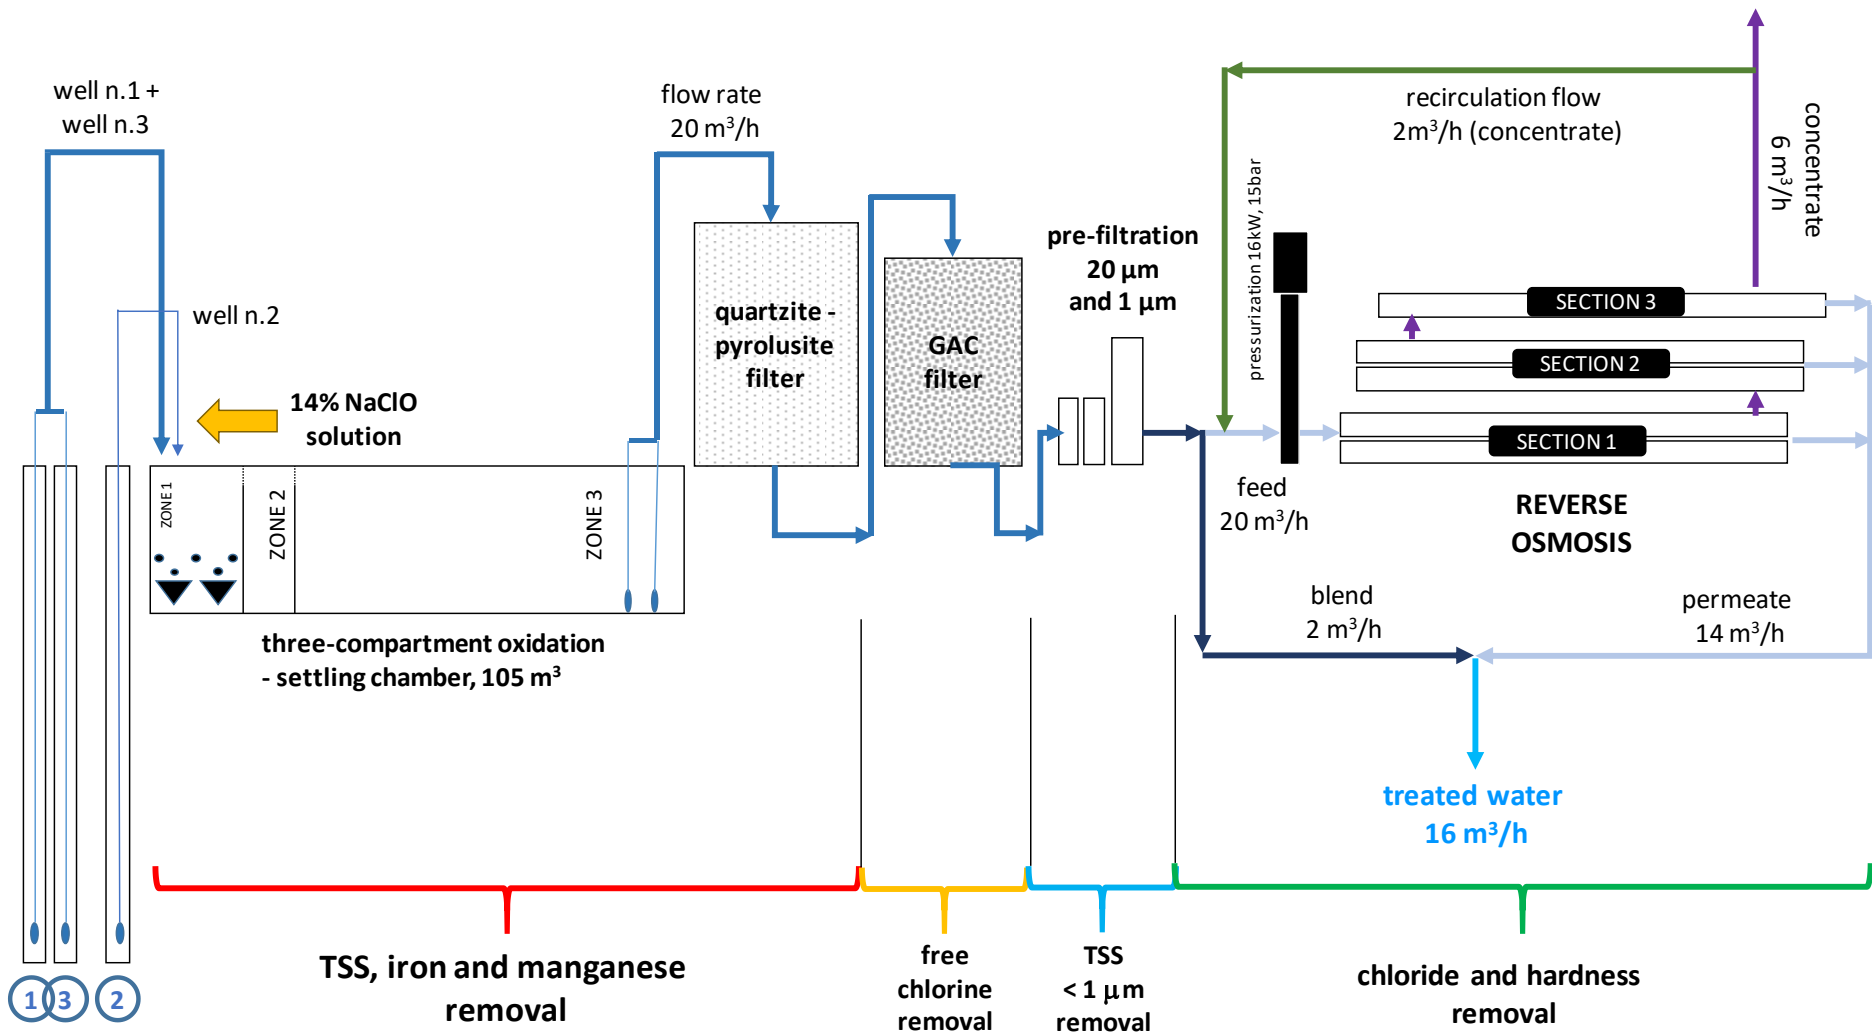 well n.1 +
well n.3
well n.2
14% NaClO
solution
ZONE 1
ZONE 2
ZONE 3
three-compartment oxidation
- settling chamber, 105 m³
flow rate
20 m³/h
quartzite -
pyrolusite
filter
GAC
filter
pre-filtration
20 µm
and 1 µm
recirculation flow
2m³/h (concentrate)
pressurization 16kW, 15bar
concentrate
6 m³/h
SECTION 3
SECTION 2
SECTION 1
feed
20 m³/h
REVERSE
OSMOSIS
blend
2 m³/h
permeate
14 m³/h
treated water
16 m³/h
1
3
2
TSS, iron and manganese
removal
free
chlorine
removal
TSS
< 1 µm
removal
chloride and hardness
removal